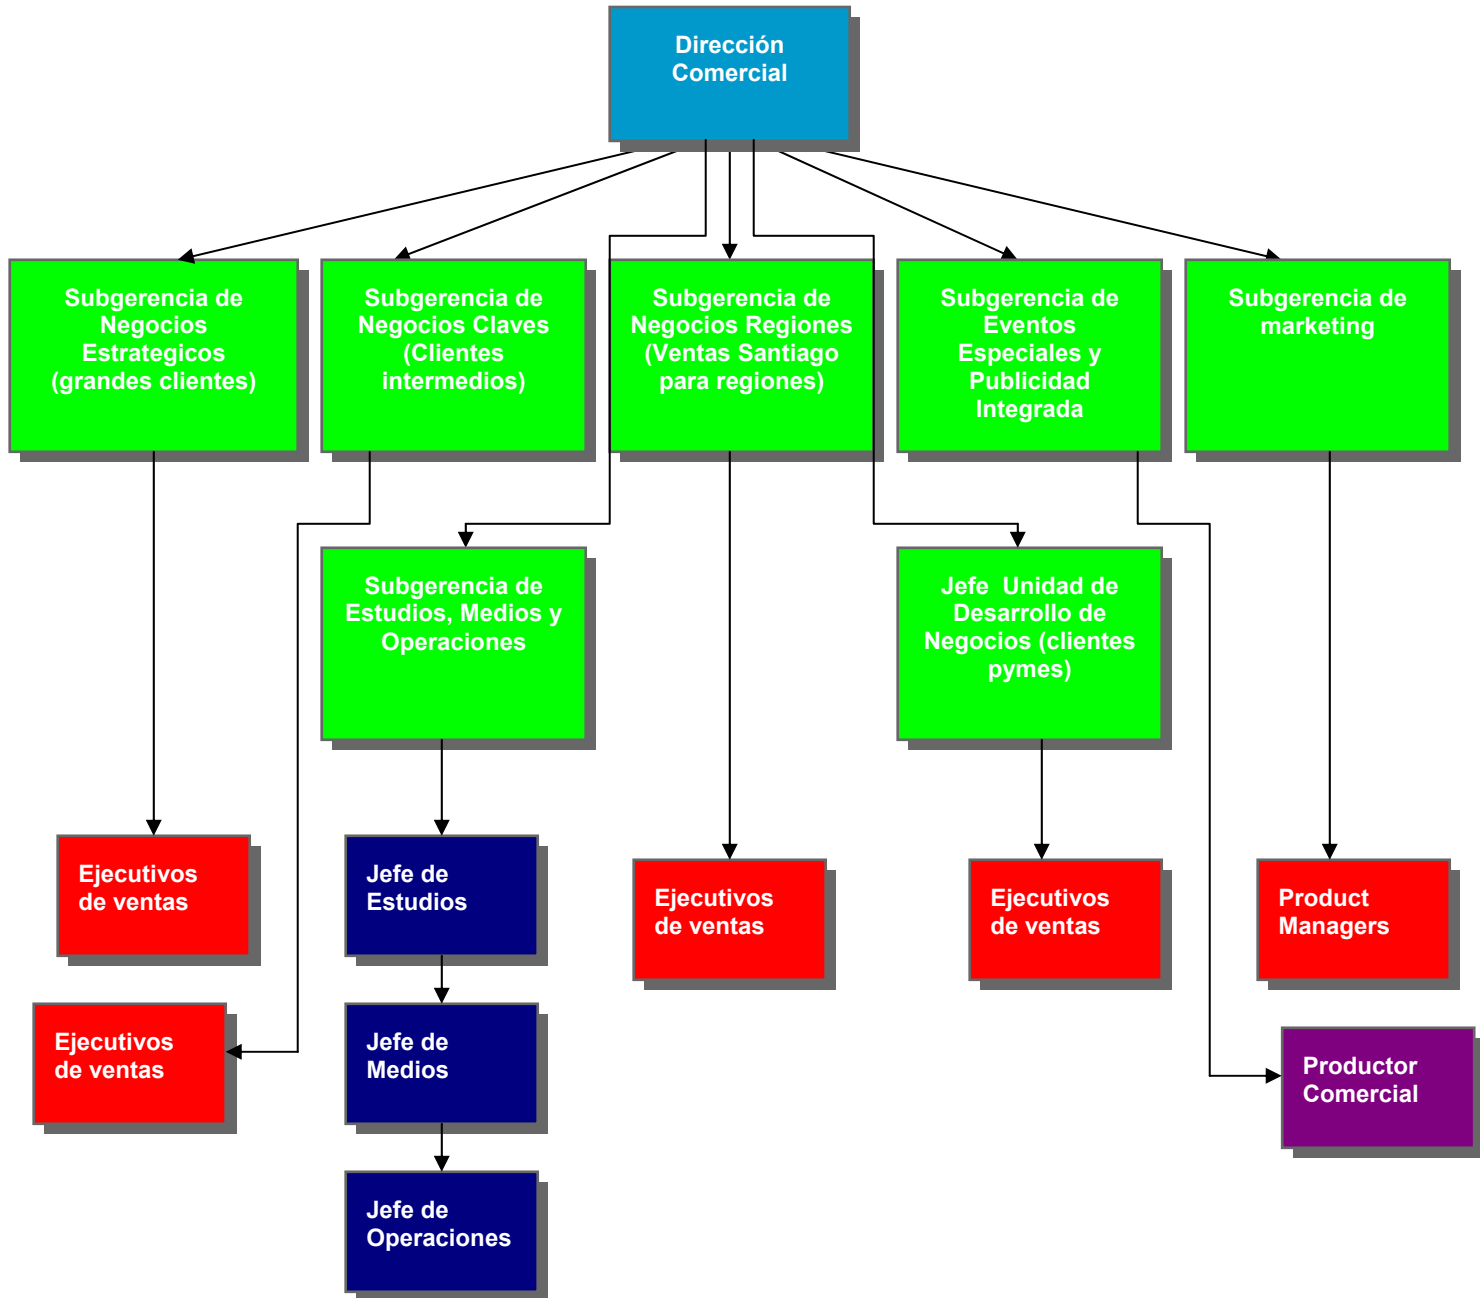 Dirección
Comercial
Subgerencia de
Negocios
Estrategicos
(grandes clientes)
Subgerencia de
Negocios Claves
(Clientes
intermedios)
Subgerencia de
Negocios Regiones
(Ventas Santiago
para regiones)
Subgerencia de
Eventos
Especiales y
Publicidad
Integrada
Subgerencia de
marketing
Subgerencia de
Estudios, Medios y
Operaciones
Jefe Unidad de
Desarrollo de
Negocios (clientes
pymes)
Ejecutivos
de ventas
Jefe de
Estudios
Ejecutivos
de ventas
Ejecutivos
de ventas
Product
Managers
Ejecutivos
de ventas
Jefe de
Medios
Productor
Comercial
Jefe de
Operaciones